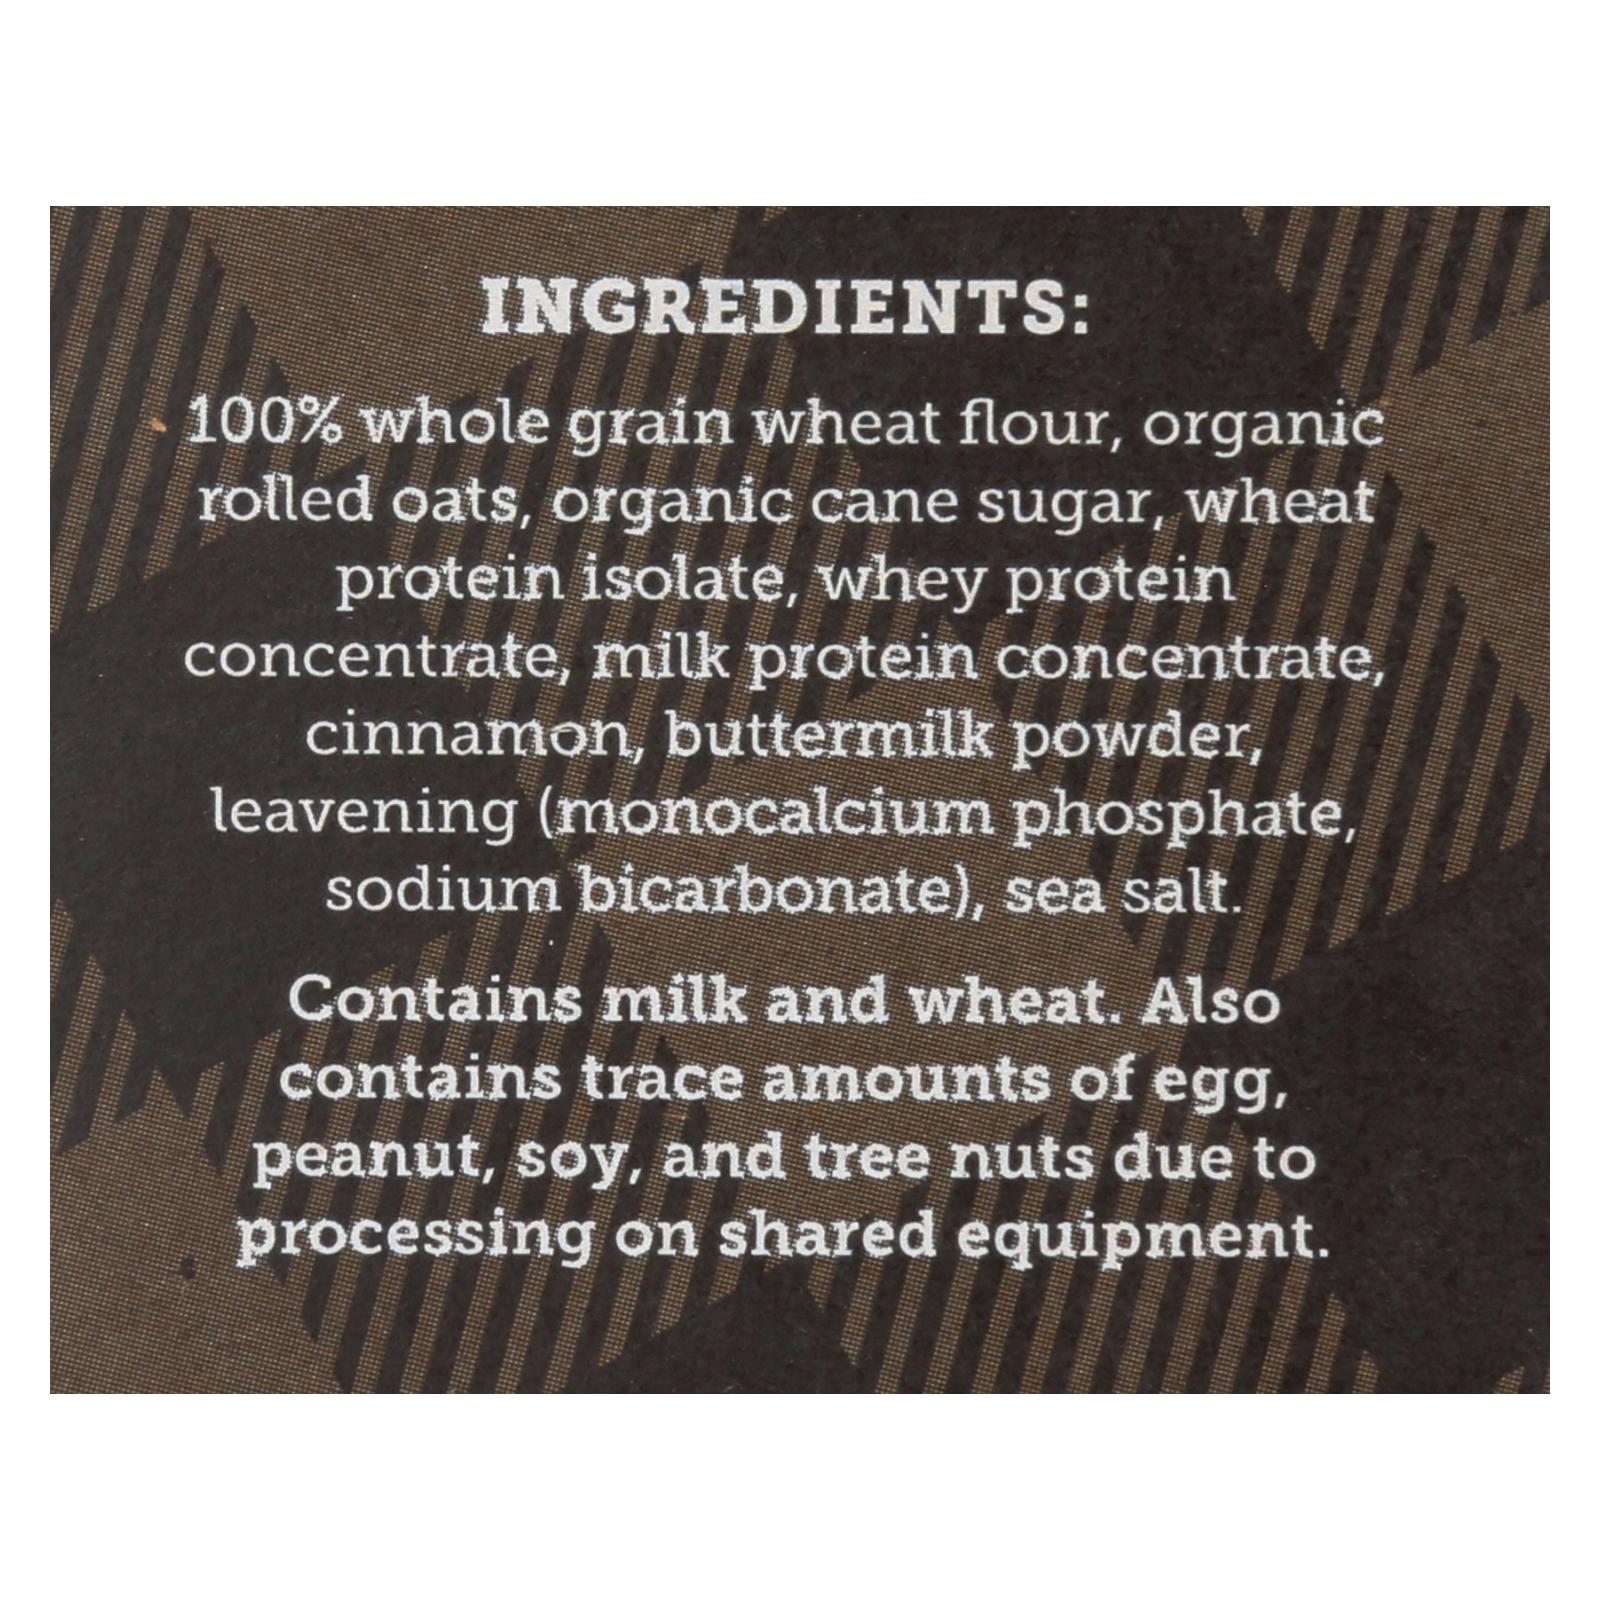 INGREDIENTS:
100% whole grain wheat flour, organic
rolled oats, organic cane sugar, wheat
protein isolate, whey protein
concentrate, milk protein concentrate,
cinnamon, buttermilk powder,
leavening (monocalcium phosphate,
sodium bicarbonate), sea salt.
Contains milk and wheat. Also
contains trace amounts of egg,
peanut, soy, and tree nuts due to
processing on shared equipment.